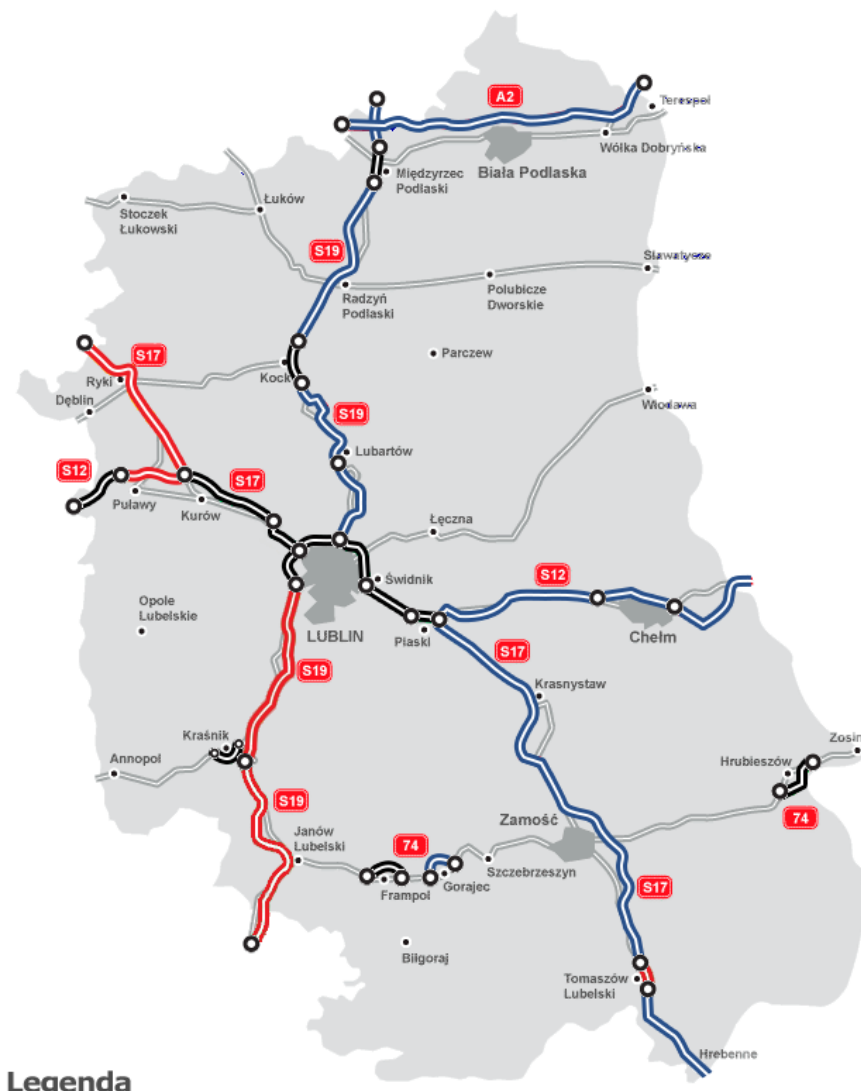 A2
Terespol
Wólka Dobryńska
Międzyrzec
Podlaski
Biała Podlaska
Stoczek
Łukowski
Łuków
S19
Sławatycze
Radzyń
Podlaski
Polubicze
Dworskie
S17
Ryki
Kock
Parczew
Dęblin
S19
Włodawa
Lubartów
S12
S17
Puławy
Kurów
Łęczna
Świdnik
S12
Opole
Lubelskie
LUBLIN
Piaski
Chełm
S17
S19
Krasnystaw
Kraśnik
Annopol
Zosin
Hrubieszów
S19
74
Zamość
Janów
Lubelski
74
Szczebrzeszyn
Gorajec
Frampol
S17
Biłgoraj
Tomaszów
Lubelski
Hrebenne
Legenda